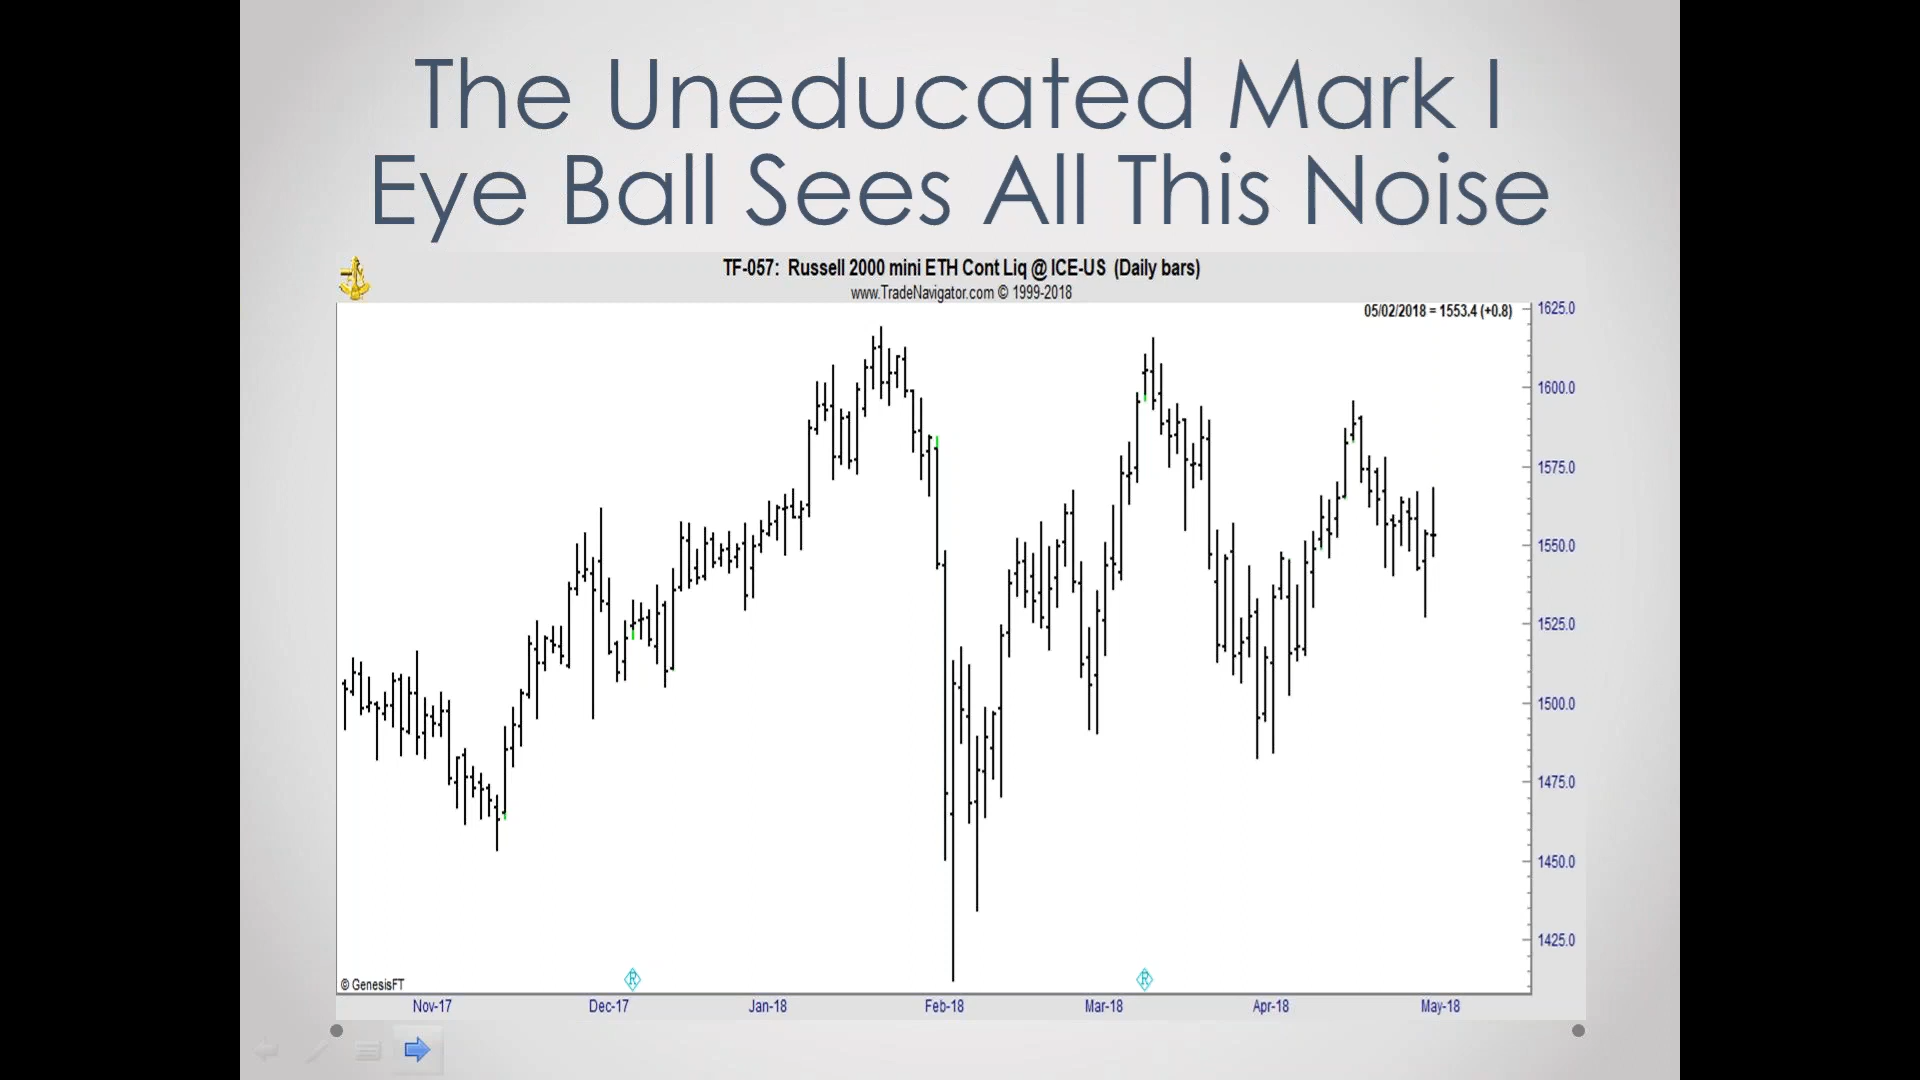 The Uneducated Mark I
Eye Ball Sees All This Noise
TF-057: Russell 2000 mini ETH Cont Liq @ ICE-US (Daily bars)
www.TradeNavigator.com © 1999-2018
05/02/2018 = 1553.4 (+0.8)
1625.0
1600.0
1575.0
1550.0
1525.0
1500.0
1475.0
1450.0
1425.0
© GenesisFT
R R
Nov-17 Dec-17 Jan-18 Feb-18 Mar-18 Apr-18 May-18